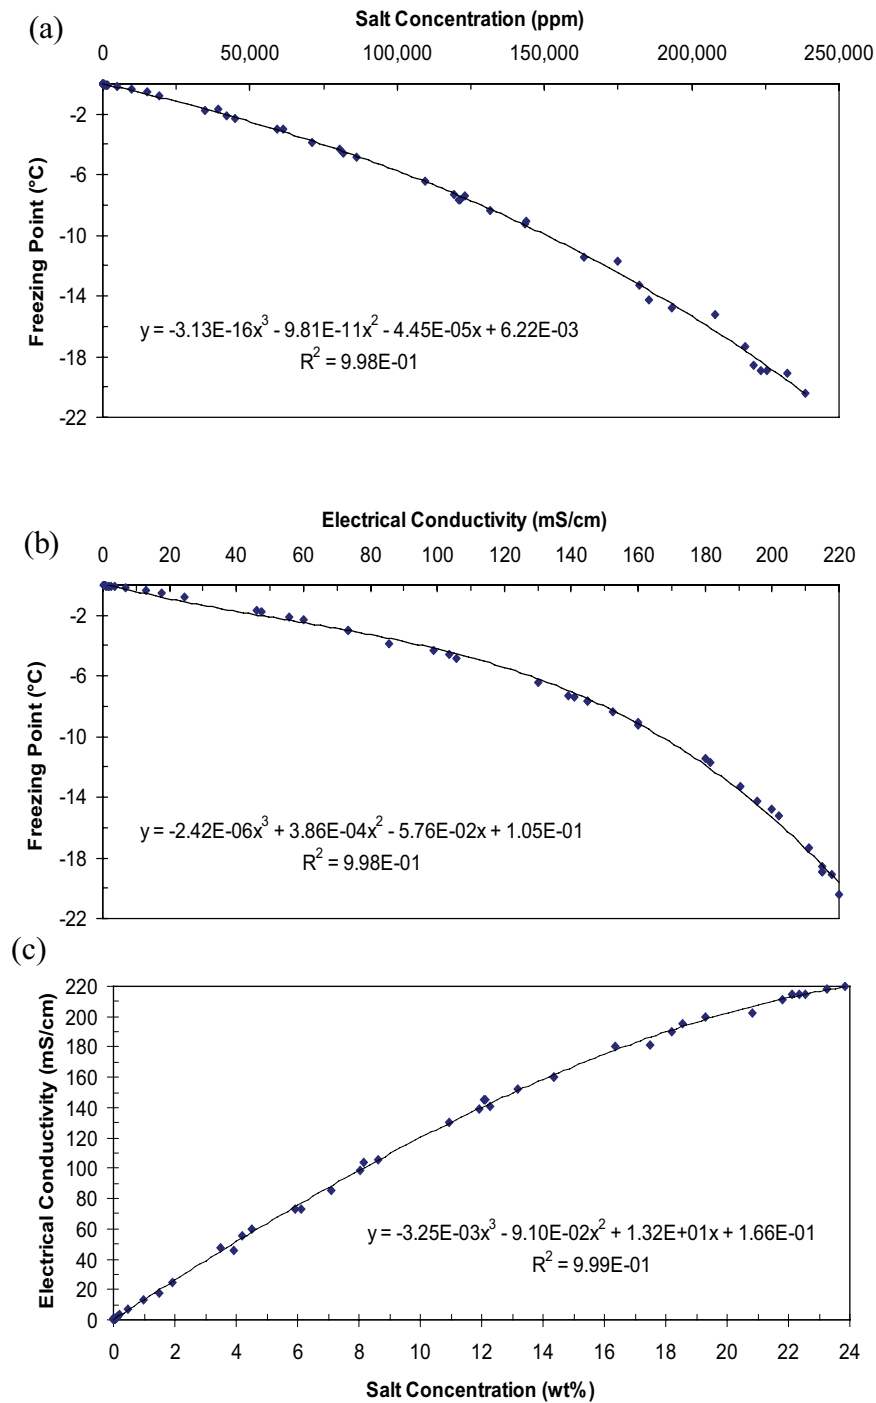 (a)
Salt Concentration (ppm)
0 50,000 100,000 150,000 200,000 250,000
-2
-6
-10
-14
-18
-22
Freezing Point (°C)
y = -3.13E-16x³ - 9.81E-11x² - 4.45E-05x + 6.22E-03
R² = 9.98E-01
(b)
Electrical Conductivity (mS/cm)
0 20 40 60 80 100 120 140 160 180 200 220
-2
-6
-10
-14
-18
-22
Freezing Point (°C)
y = -2.42E-06x³ + 3.86E-04x² - 5.76E-02x + 1.05E-01
R² = 9.98E-01
(c)
220
200
180
160
140
120
100
80
60
40
20
0
Electrical Conductivity (mS/cm)
y = -3.25E-03x³ - 9.10E-02x² + 1.32E+01x + 1.66E-01
R² = 9.99E-01
0 2 4 6 8 10 12 14 16 18 20 22 24
Salt Concentration (wt%)